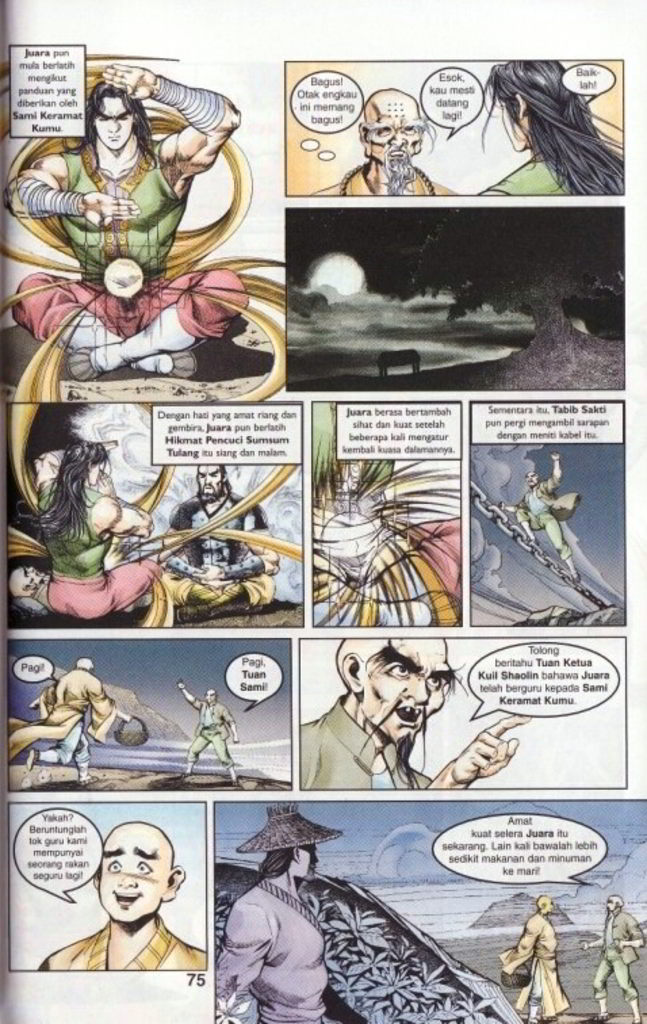 Juara pun
mula berlatih
mengikut
panduan yang
diberikan oleh
Sami Keramat
Kumu.
Bagus!
Otak engkau
ini memang
bagus!
Esok,
kau mesti
datang
lagi!
Baik-
lah!
Dengan hati yang amat riang dan
gembira, Juara pun berlatih
Hikmat Pencuci Sumsum
Tulang itu siang dan malam.
Juara berasa bertambah
sihat dan kuat setelah
beberapa kali mengatur
kembali kuasa dalamannya.
Sementara itu, Tabib Sakti
pun pergi mengambil sarapan
dengan meniti kabel itu.
Pagi!
Pagi,
Tuan
Sami!
Tolong
beritahu Tuan Ketua
Kuil Shaolin bahawa Juara
telah berguru kepada Sami
Keramat Kumu.
Yakah?
Beruntunglah
tok guru kami
mempunyai
seorang rakan
seguru lagi!
Amat
kuat selera Juara itu
sekarang. Lain kali bawalah lebih
sedikit makanan dan minuman
ke mari!
75